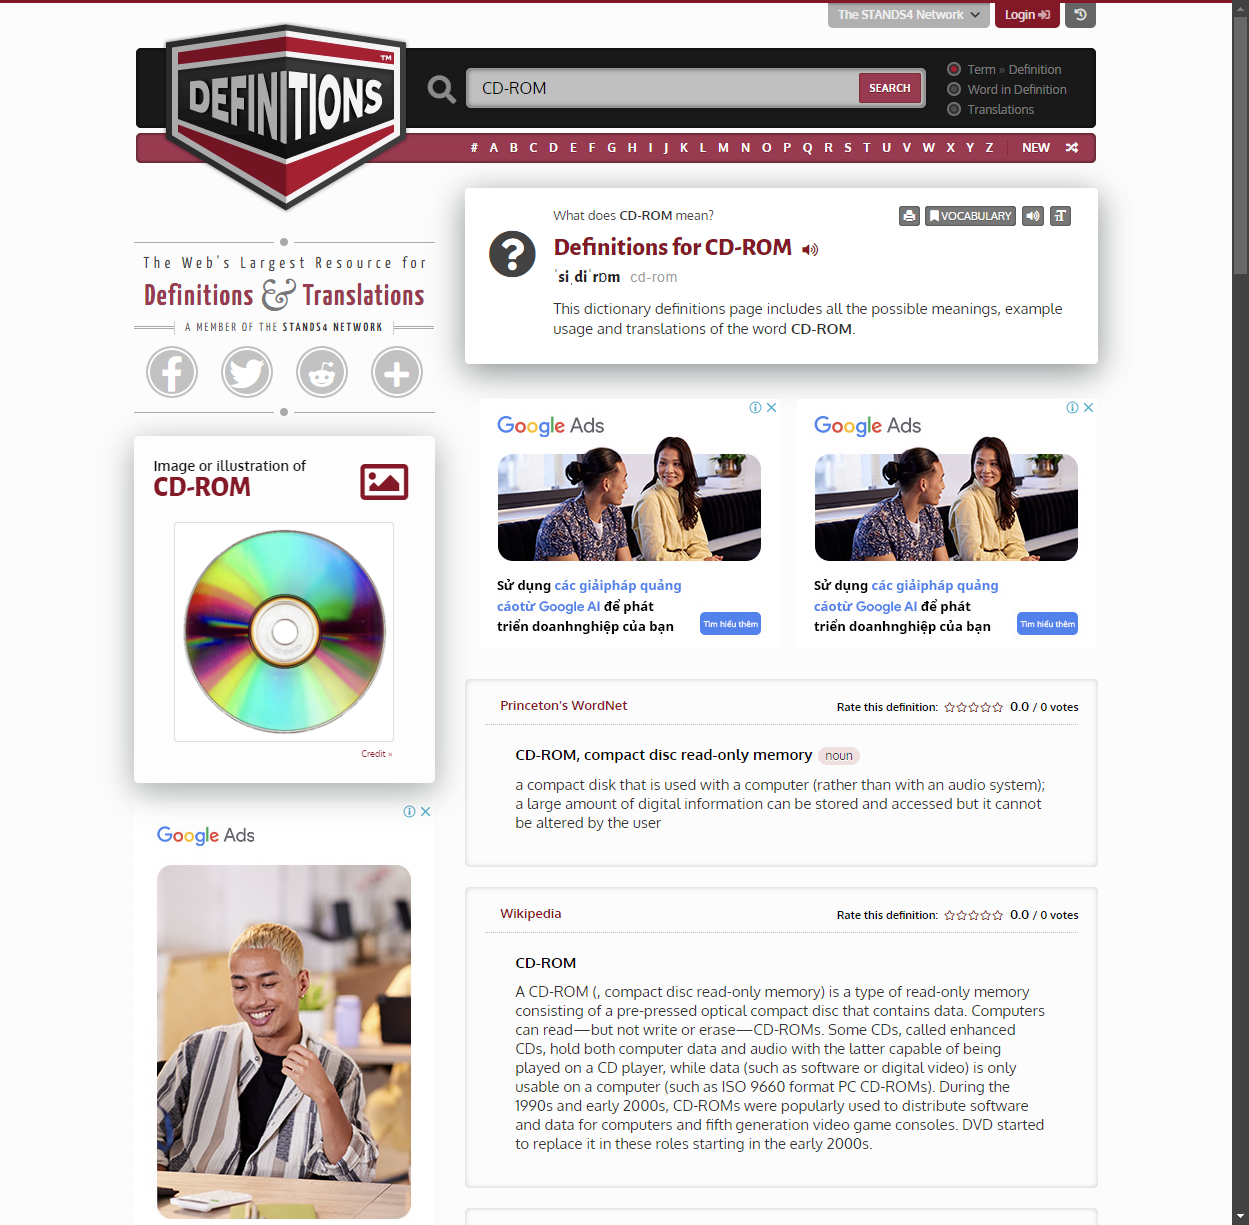 The STANDS4 Network
Login
DEFINITIONS
TM
CD-ROM
SEARCH
Term » Definition
Word in Definition
Translations
# A B C D E F G H I J K L M N O P Q R S T U V W X Y Z NEW
The Web's Largest Resource for
Definitions & Translations
A MEMBER OF THE STANDS4 NETWORK
Image or illustration of
CD-ROM
Credit »
Google Ads
What does CD-ROM mean?
VOCABULARY
Definitions for CD-ROM
ˈsiˌdiˈrɒm cd-rom
This dictionary definitions page includes all the possible meanings, example
usage and translations of the word CD-ROM.
Google Ads
Sử dụng các giảipháp quảng
cáotừ Google AI để phát
triển doanhnghiệp của bạn
Tìm hiểu thêm
Google Ads
Sử dụng các giảipháp quảng
cáotừ Google AI để phát
triển doanhnghiệp của bạn
Tìm hiểu thêm
Princeton's WordNet
Rate this definition: 0.0 / 0 votes
CD-ROM, compact disc read-only memory noun
a compact disk that is used with a computer (rather than with an audio system);
a large amount of digital information can be stored and accessed but it cannot
be altered by the user
Wikipedia
Rate this definition: 0.0 / 0 votes
CD-ROM
A CD-ROM (, compact disc read-only memory) is a type of read-only memory
consisting of a pre-pressed optical compact disc that contains data. Computers
can read—but not write or erase—CD-ROMs. Some CDs, called enhanced
CDs, hold both computer data and audio with the latter capable of being
played on a CD player, while data (such as software or digital video) is only
usable on a computer (such as ISO 9660 format PC CD-ROMs). During the
1990s and early 2000s, CD-ROMs were popularly used to distribute software
and data for computers and fifth generation video game consoles. DVD started
to replace it in these roles starting in the early 2000s.